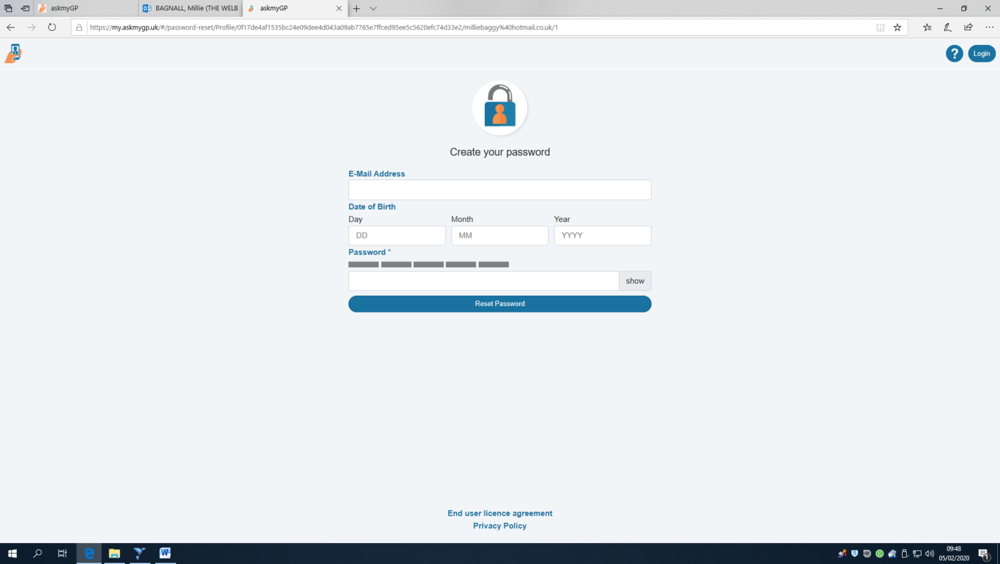 askmyGP
BAGNALL, Millie (THE WELB
askmyGP
https://my.askmygp.uk/#/password-reset/Profile/0f17de4af1535bc24e09dee4d043a09ab7765e7ffced95ee5c5620efc74d33e2/milliebaggy%40hotmail.co.uk/1
?
Login
Create your password
E-Mail Address
Date of Birth
Day Month Year
DD MM YYYY
Password *
show
Reset Password
End user licence agreement
Privacy Policy
09:48
05/02/2020
1